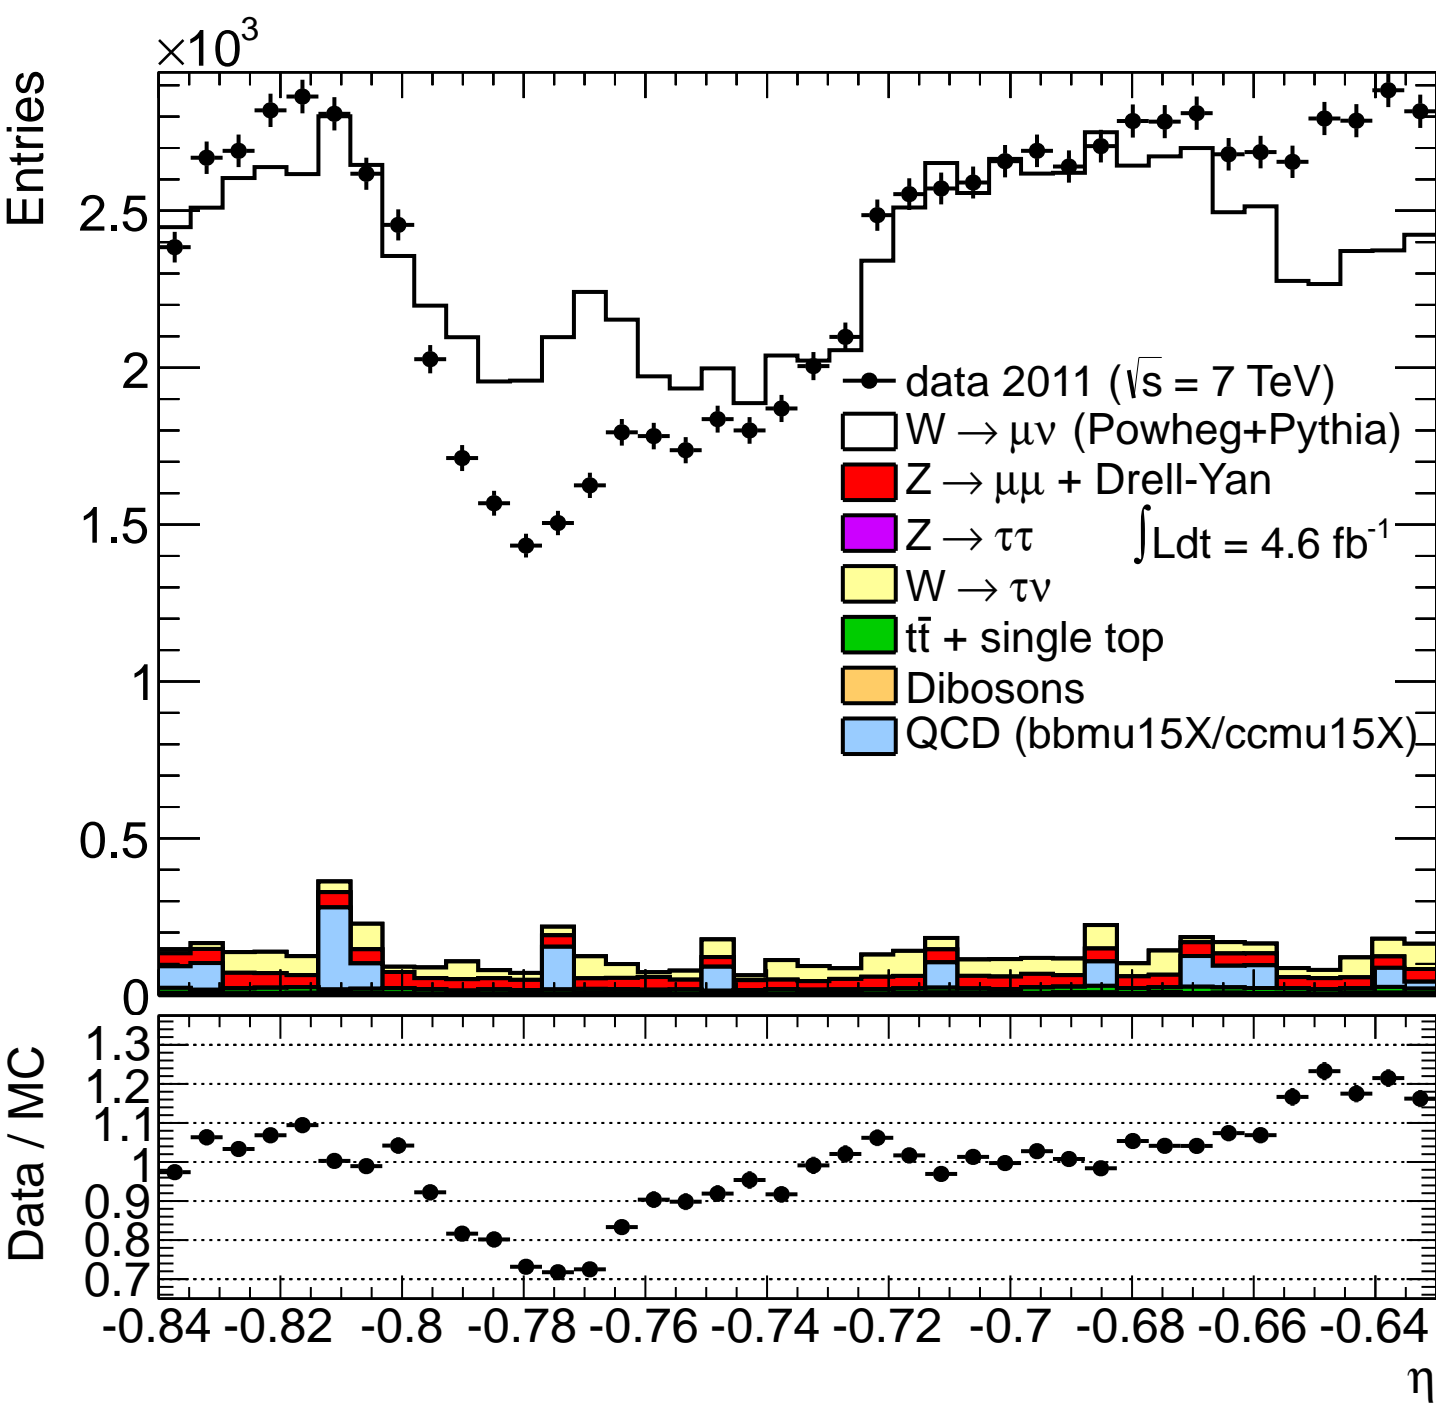 ×10³
Entries
2.5
2
1.5
1
0.5
0
data 2011 (√s = 7 TeV)
W → μν (Powheg+Pythia)
Z → μμ + Drell-Yan
Z → ττ
∫Ldt = 4.6 fb⁻¹
W → τν
tt̄ + single top
Dibosons
QCD (bbmu15X/ccmu15X)
Data / MC
1.3
1.2
1.1
1
0.9
0.8
0.7
-0.84 -0.82 -0.8 -0.78 -0.76 -0.74 -0.72 -0.7 -0.68 -0.66 -0.64
η